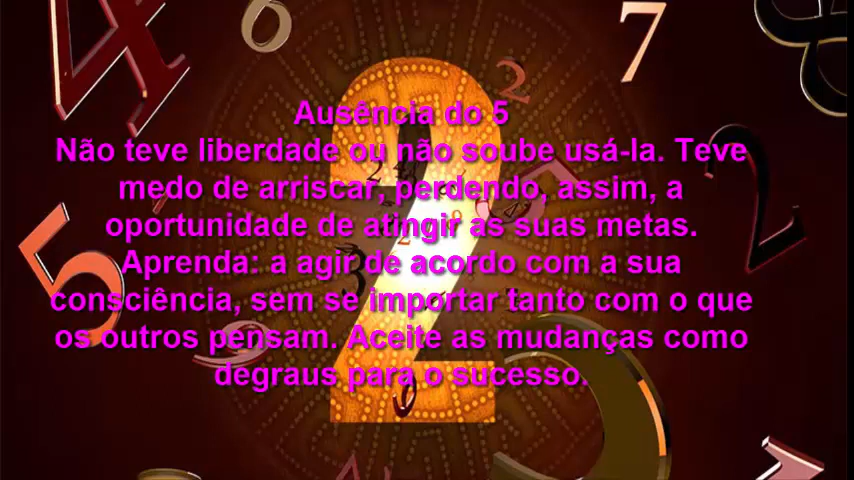 Ausência do 5
Não teve liberdade ou não soube usá-la. Teve
medo de arriscar, perdendo, assim, a
oportunidade de atingir as suas metas.
Aprenda: a agir de acordo com a sua
consciência, sem se importar tanto com o que
os outros pensam. Aceite as mudanças como
degraus para o sucesso.